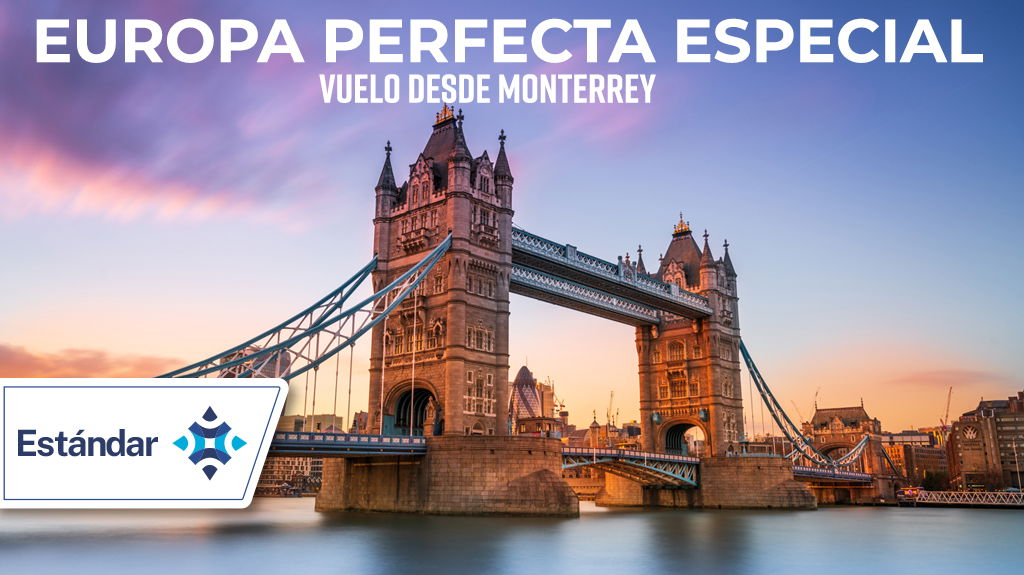 EUROPA PERFECTA ESPECIAL
VUELO DESDE MONTERREY
Estándar